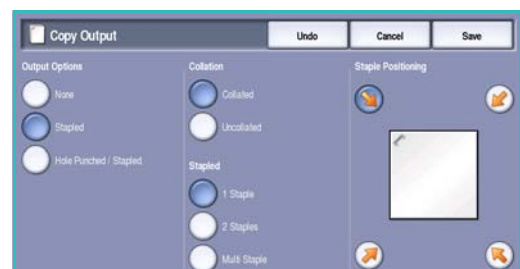 Copy Output
Undo
Cancel
Save
Output Options
None
Stapled
Hole Punched / Stapled
Collation
Collated
Uncollated
Stapled
1 Staple
2 Staples
Multi Staple
Staple Positioning